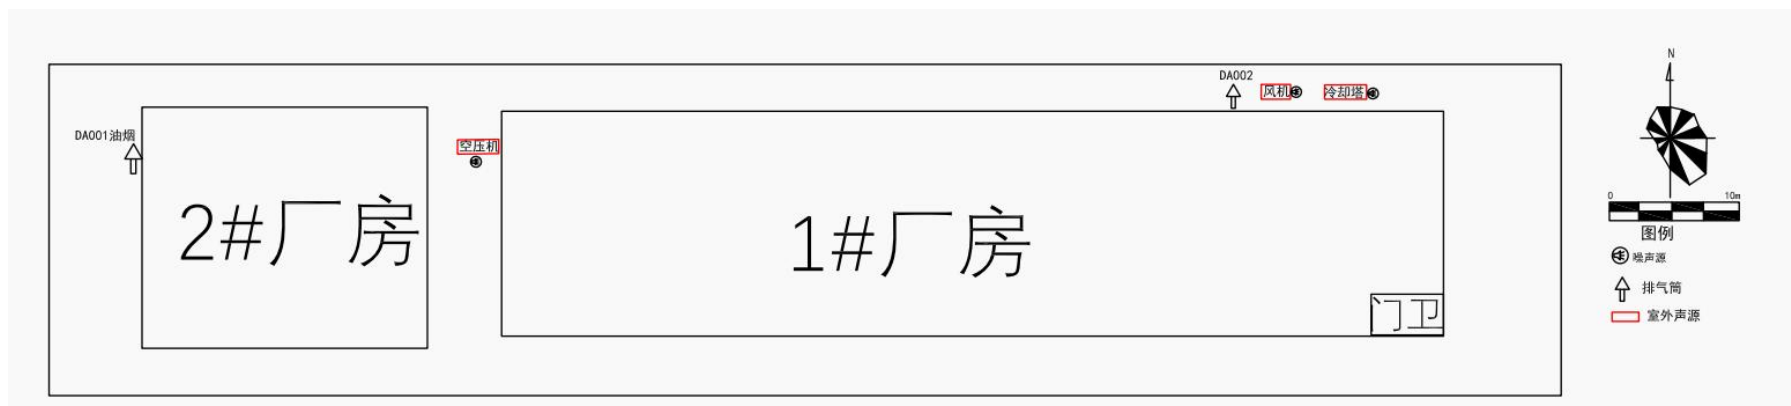 N
DA002
风机
冷却塔
DA001油烟
空压机
0
10m
2#厂房
1#厂房
图例
噪声源
排气筒
门卫
室外声源